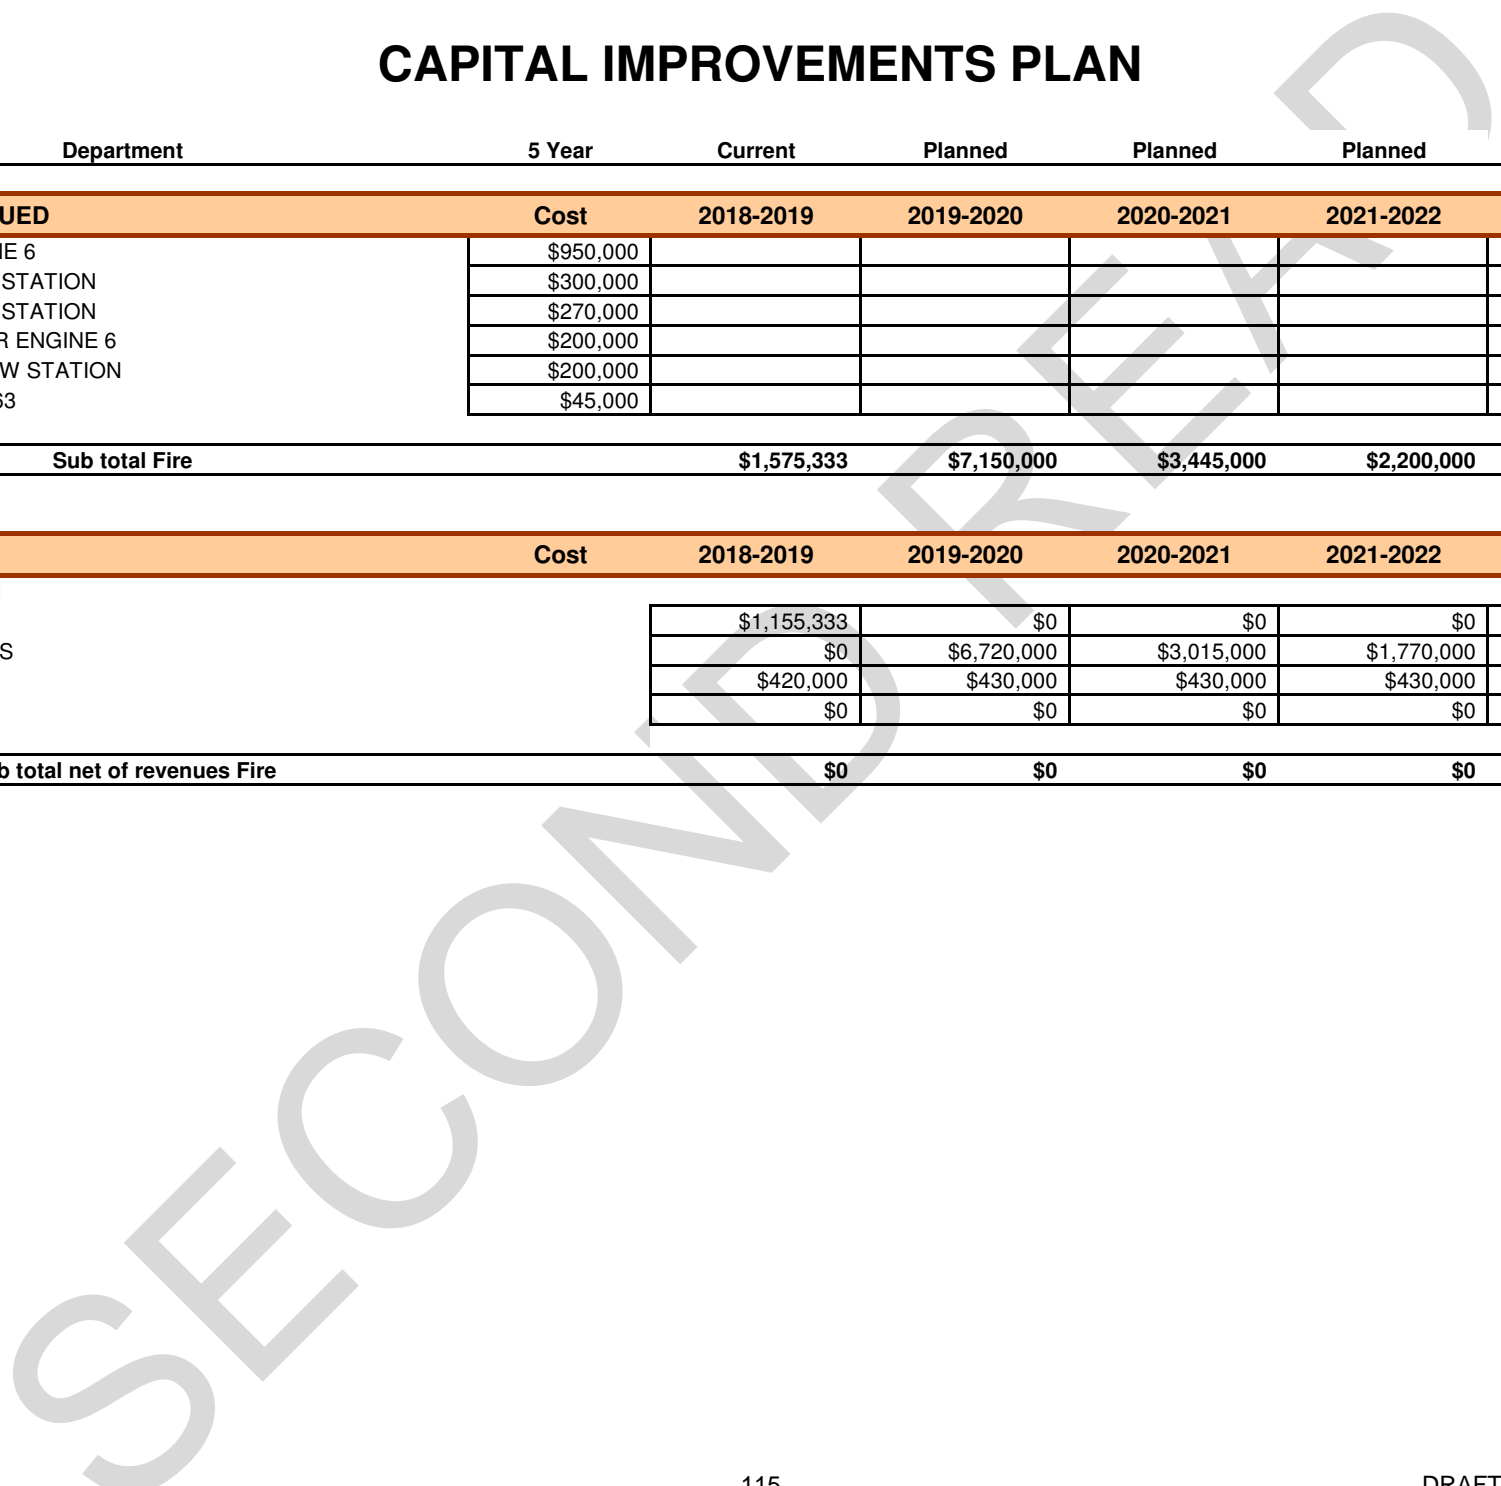 CAPITAL IMPROVEMENTS PLAN
Department 5 Year Current Planned Planned Planned
UED Cost 2018-2019 2019-2020 2020-2021 2021-2022
NE 6 $950,000
STATION $300,000
STATION $270,000
R ENGINE 6 $200,000
W STATION $200,000
63 $45,000
Sub total Fire $1,575,333 $7,150,000 $3,445,000 $2,200,000
Cost 2018-2019 2019-2020 2020-2021 2021-2022
$1,155,333 $0 $0 $0
S $0 $6,720,000 $3,015,000 $1,770,000
$420,000 $430,000 $430,000 $430,000
$0 $0 $0 $0
b total net of revenues Fire $0 $0 $0 $0
SECOND READ
115 DRAFT